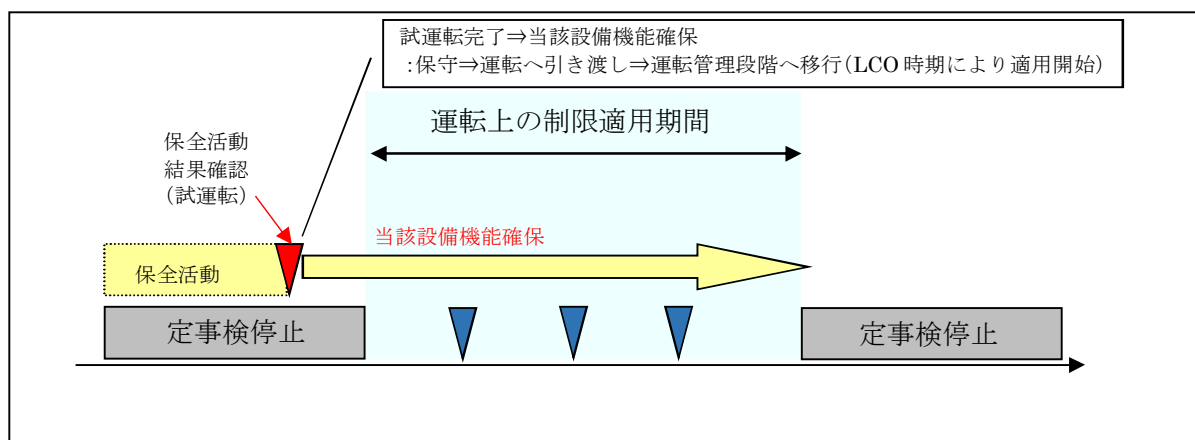 試運転完了⇒当該設備機能確保
:保守⇒運転へ引き渡し⇒運転管理段階へ移行(LCO 時期により適用開始)
運転上の制限適用期間
保全活動
結果確認
(試運転)
当該設備機能確保
保全活動
定事検停止
定事検停止